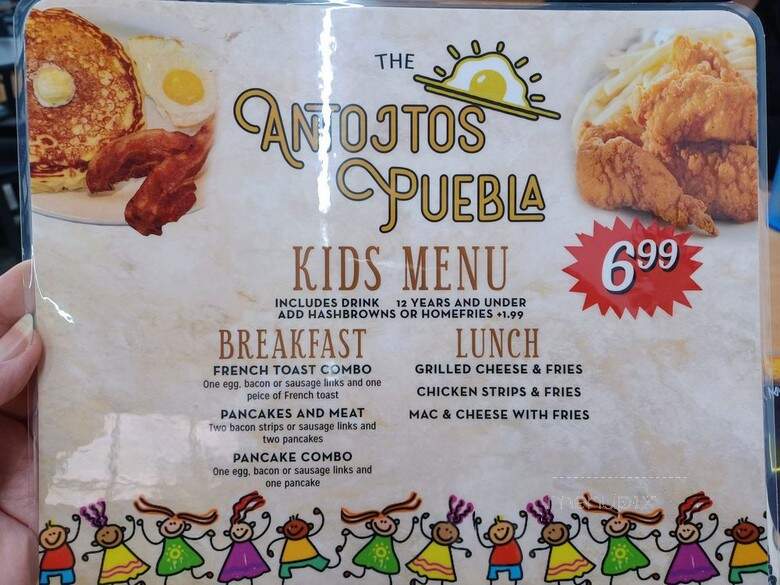 THE
ANTOJTOS
PUEBLA
KIDS MENU
6.99
INCLUDES DRINK 12 YEARS AND UNDER
ADD HASHBROWNS OR HOMEFRIES +1.99
BREAKFAST
FRENCH TOAST COMBO
One egg, bacon or sausage links and one
peice of French toast
PANCAKES AND MEAT
Two bacon strips or sausage links and
two pancakes
PANCAKE COMBO
One egg, bacon or sausage links and
one pancake
LUNCH
GRILLED CHEESE & FRIES
CHICKEN STRIPS & FRIES
MAC & CHEESE WITH FRIES
menupix